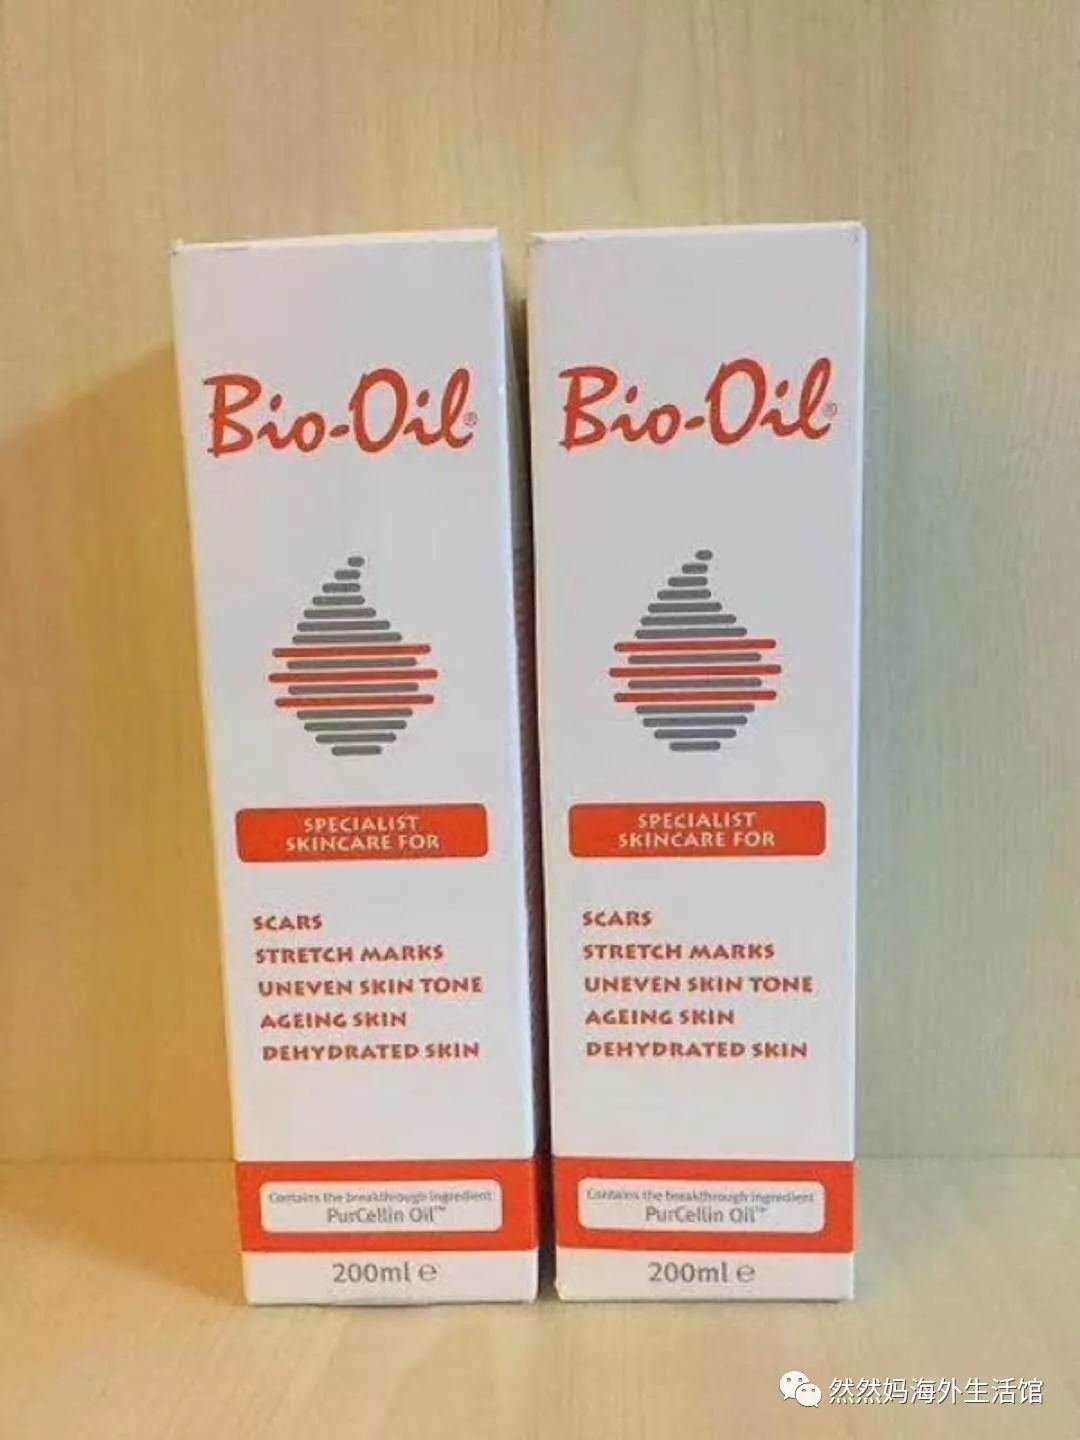 Bio-Oil®
SPECIALIST
SKINCARE FOR
SCARS
STRETCH MARKS
UNEVEN SKIN TONE
AGEING SKIN
DEHYDRATED SKIN
Contains the breakthrough ingredient
PurCellin Oil™
200ml ℮
Bio-Oil®
SPECIALIST
SKINCARE FOR
SCARS
STRETCH MARKS
UNEVEN SKIN TONE
AGEING SKIN
DEHYDRATED SKIN
Contains the breakthrough ingredient
PurCellin Oil™
200ml ℮
然然妈海外生活馆